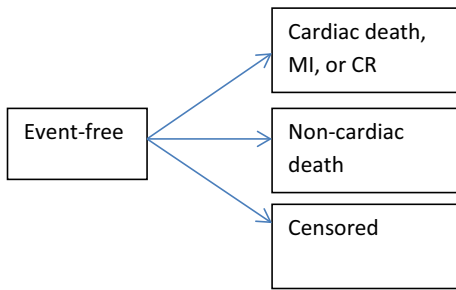 Cardiac death,
MI, or CR
Event-free
Non-cardiac
death
Censored